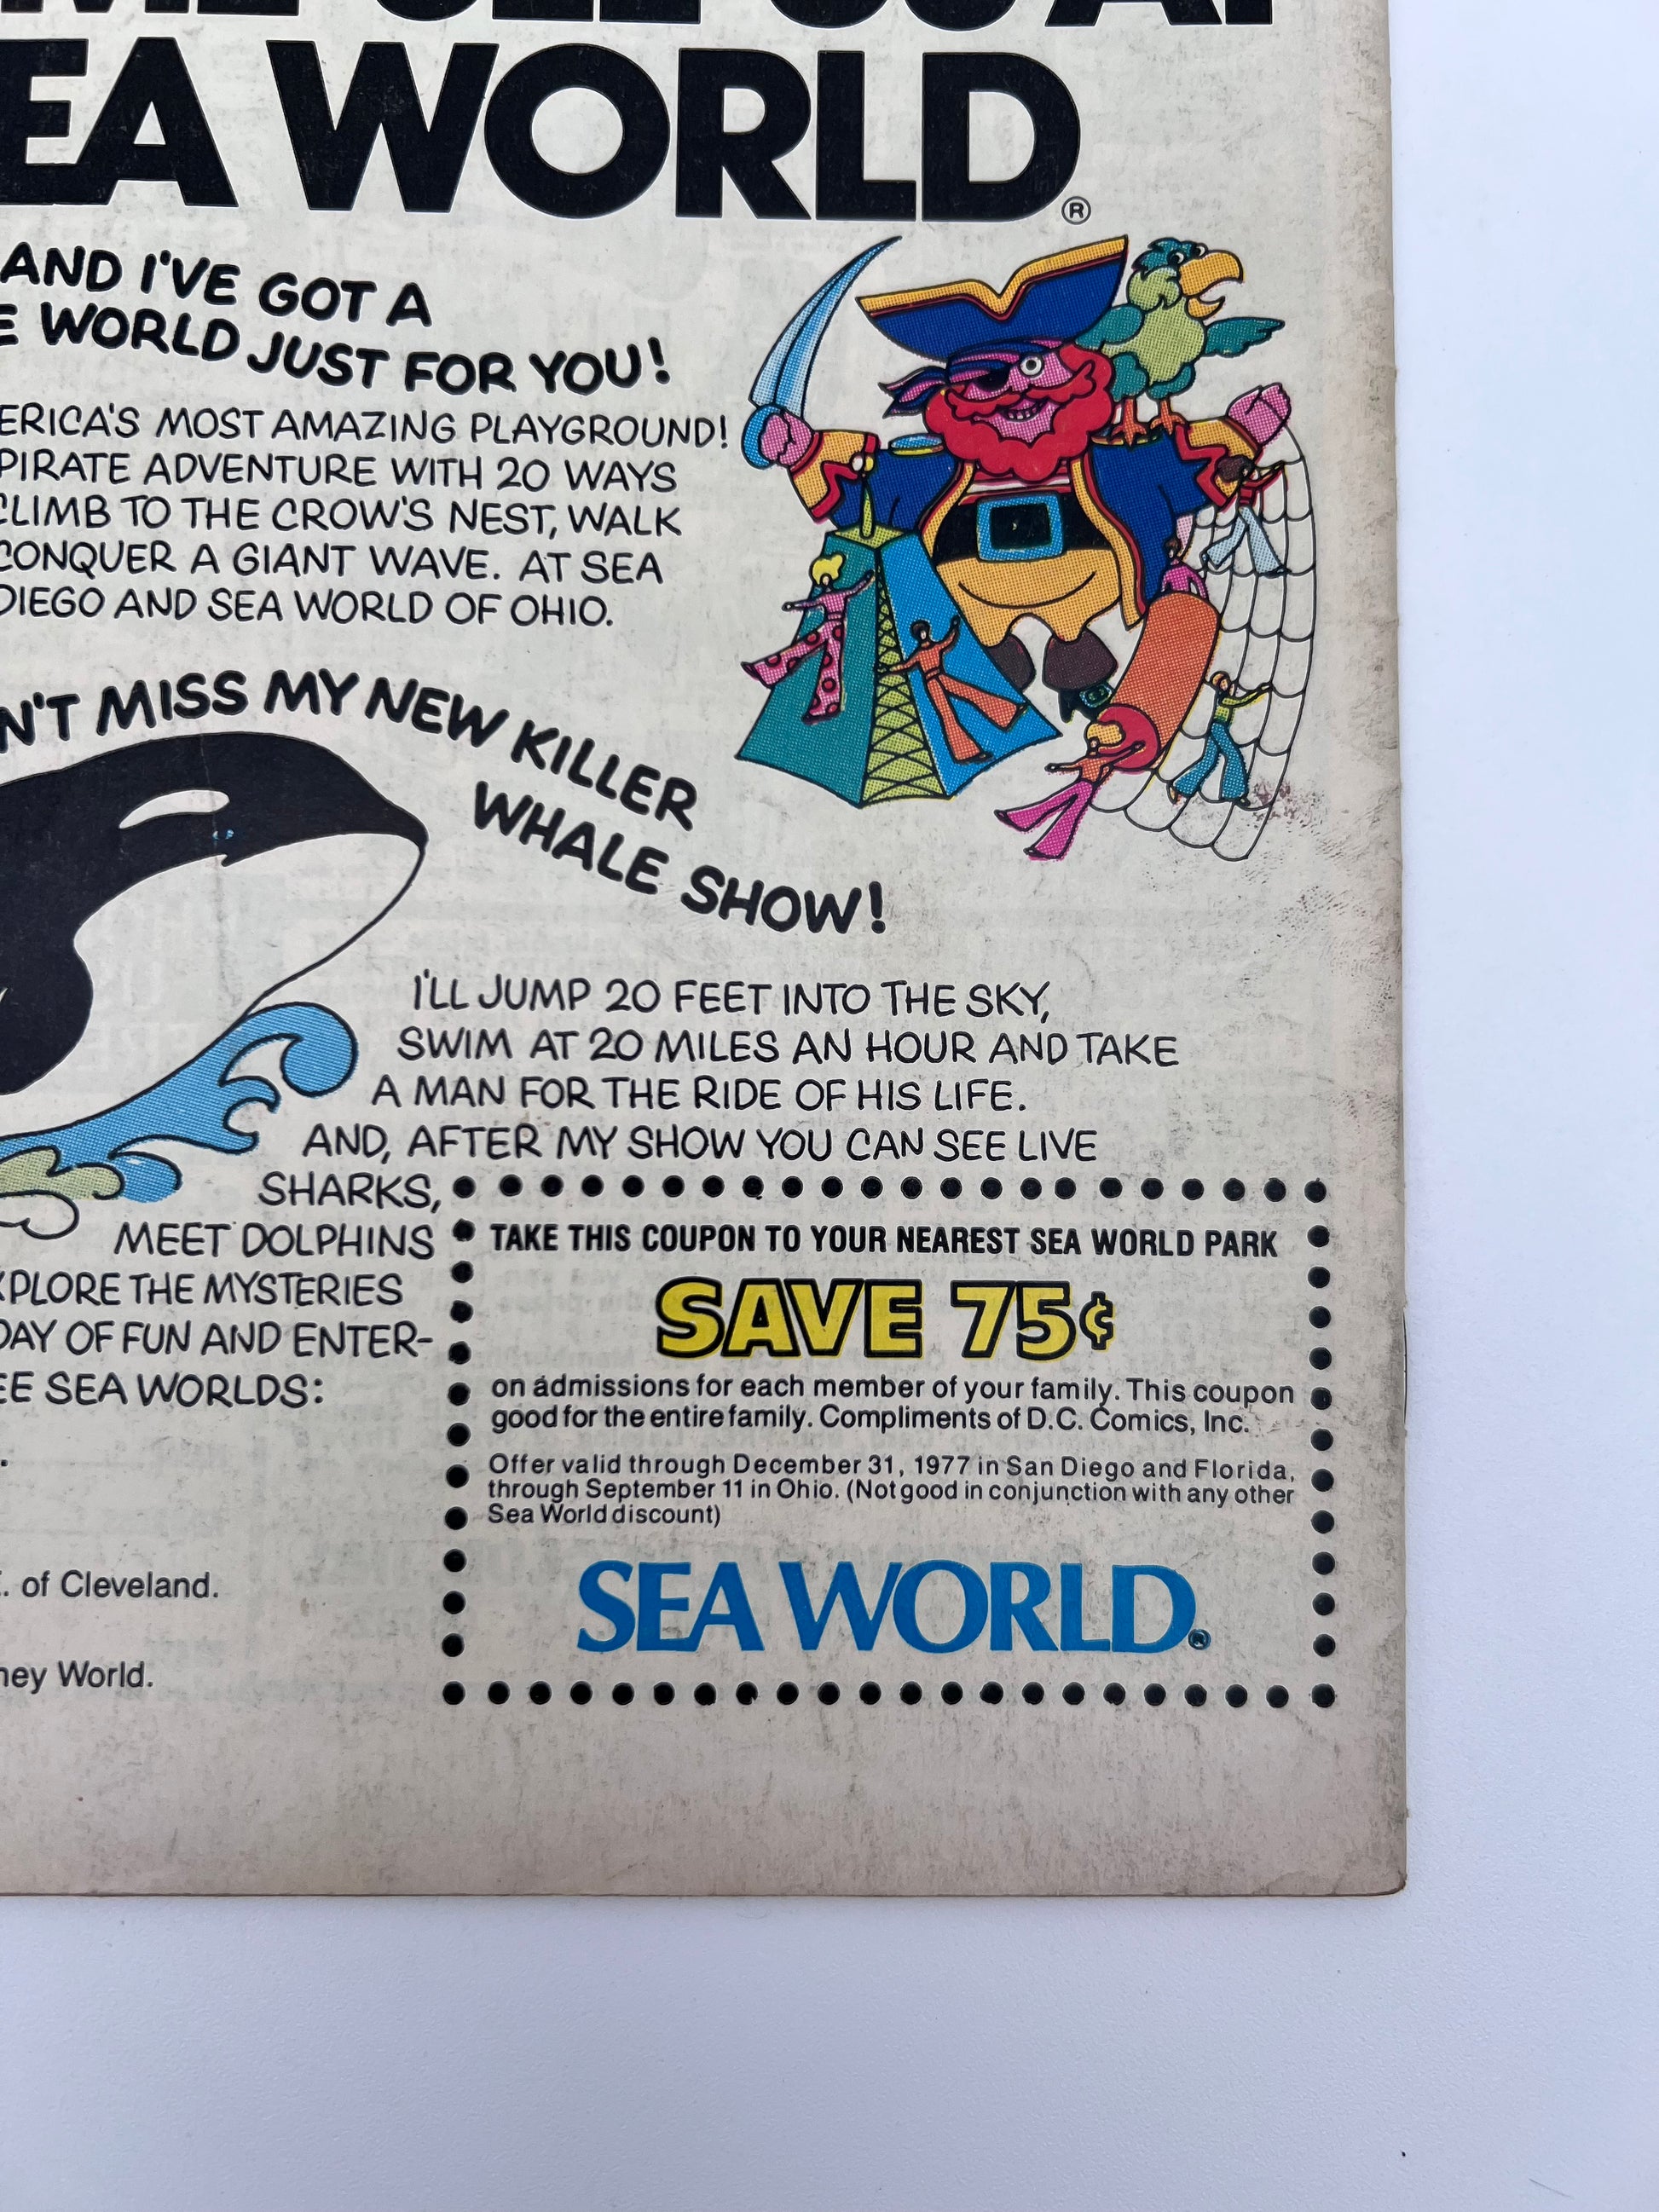 SEE US AT
SEA WORLD®
AND I'VE GOT A
WORLD JUST FOR YOU!
MOST AMAZING PLAYGROUND!
PIRATE ADVENTURE WITH 20 WAYS
CLIMB TO THE CROW'S NEST, WALK
CONQUER A GIANT WAVE. AT SEA
DIEGO AND SEA WORLD OF OHIO.
MISS MY NEW KILLER
WHALE SHOW!
I'LL JUMP 20 FEET INTO THE SKY,
SWIM AT 20 MILES AN HOUR AND TAKE
A MAN FOR THE RIDE OF HIS LIFE.
AND, AFTER MY SHOW YOU CAN SEE LIVE
SHARKS,
MEET DOLPHINS
THE MYSTERIES
DAY OF FUN AND ENTER-
SEA WORLDS:
of Cleveland.
World.
TAKE THIS COUPON TO YOUR NEAREST SEA WORLD PARK
SAVE 75¢
on admissions for each member of your family. This coupon
good for the entire family. Compliments of D.C. Comics, Inc.
Offer valid through December 31, 1977 in San Diego and Florida,
through September 11 in Ohio. (Not good in conjunction with any other
Sea World discount)
SEA WORLD®